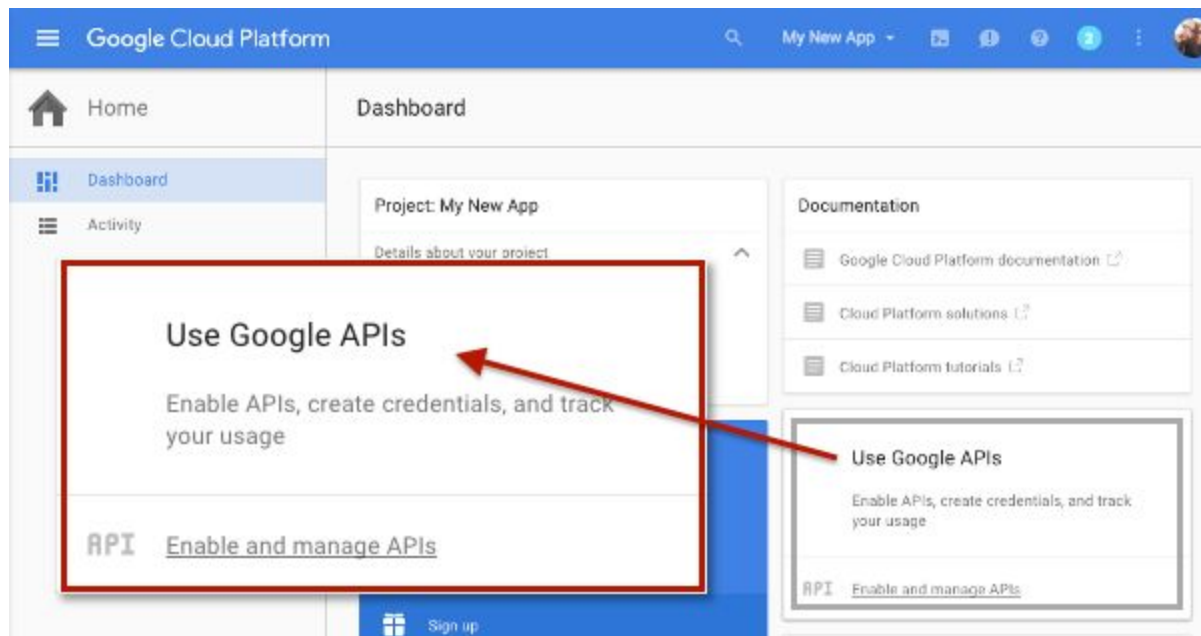 Google Cloud Platform
My New App
2
Home
Dashboard
Dashboard
Activity
Project: My New App
Details about your project
Documentation
Google Cloud Platform documentation
Cloud Platform solutions
Cloud Platform tutorials
Use Google APIs
Enable APIs, create credentials, and track
your usage
API Enable and manage APIs
Use Google APIs
Enable APIs, create credentials, and track
your usage
API Enable and manage APIs
Sign up